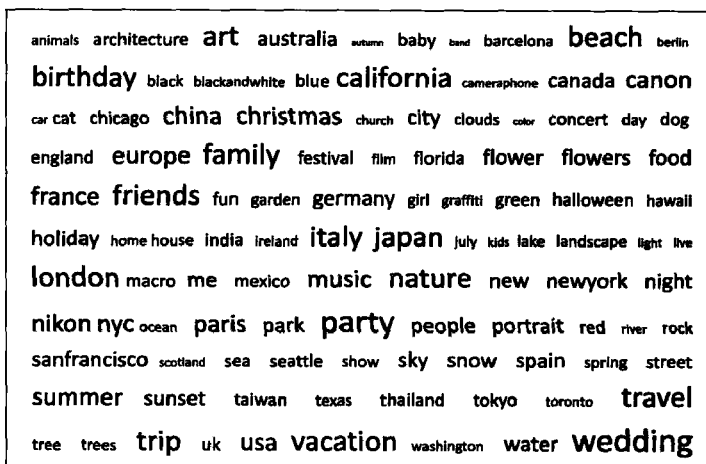 animals architecture art australia autumn baby band barcelona beach berlin
birthday black blackandwhite blue california cameraphone canada canon
car cat chicago china christmas church city clouds color concert day dog
england europe family festival film florida flower flowers food
france friends fun garden germany girl graffiti green halloween hawaii
holiday home house india ireland italy japan july kids lake landscape light live
london macro me mexico music nature new newyork night
nikon nyc ocean paris park party people portrait red river rock
sanfrancisco scotland sea seattle show sky snow spain spring street
summer sunset taiwan texas thailand tokyo toronto travel
tree trees trip uk usa vacation washington water wedding